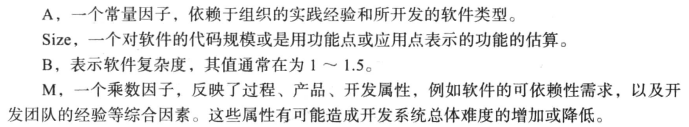 A，一个常量因子，依赖于组织的实践经验和所开发的软件类型。
Size，一个对软件的代码规模或是用功能点或应用点表示的功能的估算。
B，表示软件复杂度，其值通常在为 1 ～ 1.5。
M，一个乘数因子，反映了过程、产品、开发属性，例如软件的可依赖性需求，以及开
发团队的经验等综合因素。这些属性有可能造成开发系统总体难度的增加或降低。